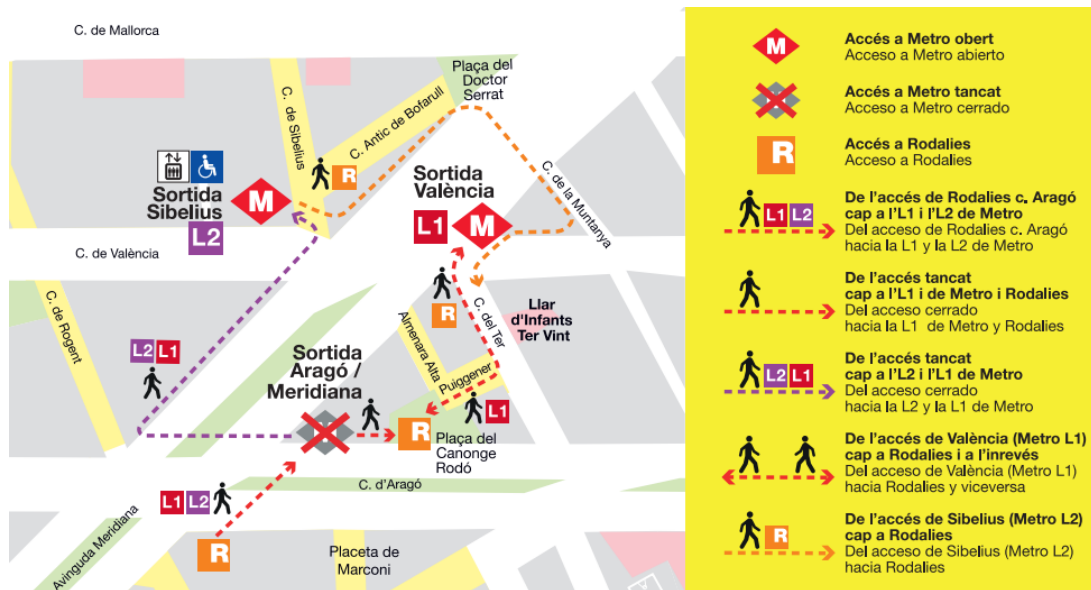 C. de Mallorca
Plaça del
Doctor
Serrat
C. de Sibelius
C. Antic de Bofarull
R
Sortida
València
L1
M
C. de la Muntanya
Sortida
Sibelius
M
L2
C. de València
C. de Rogent
R
C. del Ter
Llar
d'Infants
Ter Vint
Almenara Alta
Puiggener
L2 L1
Sortida
Aragó /
Meridiana
L1
R
Plaça del
Canonge
Rodó
C. d'Aragó
L1 L2
R
Avinguda Meridiana
Placeta de
Marconi
M
Accés a Metro obert
Acceso a Metro abierto
Accés a Metro tancat
Acceso a Metro cerrado
R
Accés a Rodalies
Acceso a Rodalies
L1 L2
De l'accés de Rodalies c. Aragó
cap a l'L1 i l'L2 de Metro
Del acceso de Rodalies c. Aragó
hacia la L1 y la L2 de Metro
De l'accés tancat
cap a l'L1 i de Metro i Rodalies
Del acceso cerrado
hacia la L1 de Metro y Rodalies
L2 L1
De l'accés tancat
cap a l'L2 i l'L1 de Metro
Del acceso cerrado
hacia la L2 y la L1 de Metro
De l'accés de València (Metro L1)
cap a Rodalies i a l'inrevés
Del acceso de València (Metro L1)
hacia Rodalies y viceversa
R
De l'accés de Sibelius (Metro L2)
cap a Rodalies
Del acceso de Sibelius (Metro L2)
hacia Rodalies